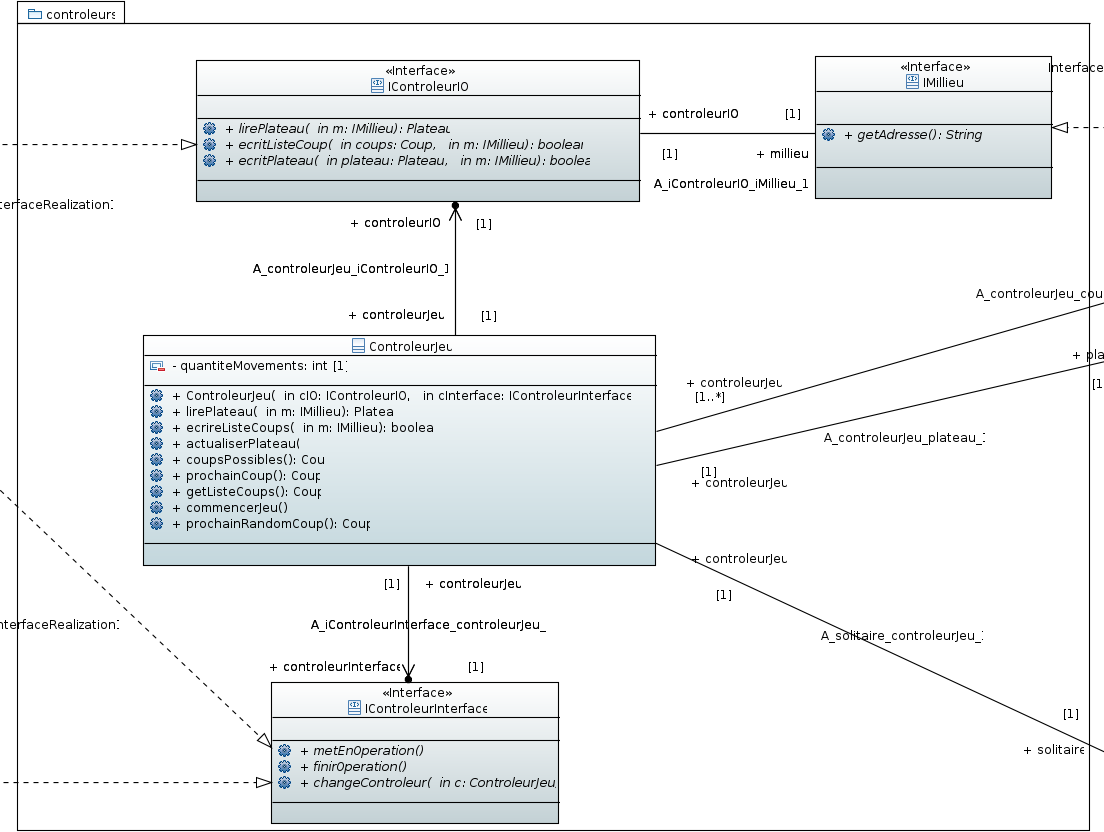 controleurs
«Interface»
IControleurIO
+ lirePlateau( in m: IMillieu): Plateau
+ ecritListeCoup( in coups: Coup, in m: IMillieu): boolean
+ ecritPlateau( in plateau: Plateau, in m: IMillieu): boolea
«Interface»
IMillieu
+ getAdresse(): String
Interface
+ controleurIO [1]
[1] + millieu
A_iControleurIO_iMillieu_1
terfaceRealization1
+ controleurIO [1]
A_controleurJeu_iControleurIO_1
+ controleurJeu [1]
A_controleurJeu_cou
ControleurJeu
- quantiteMovements: int [1]
+ ControleurJeu( in cIO: IControleurIO, in cInterface: IControleurInterface
+ lirePlateau( in m: IMillieu): Platea
+ ecrireListeCoups( in m: IMillieu): boolea
+ actualiserPlateau(
+ coupsPossibles(): Cou
+ prochainCoup(): Coup
+ getListeCoups(): Coup
+ commencerJeu()
+ prochainRandomCoup(): Coup
+ pla
[1
+ controleurJeu
[1..*]
A_controleurJeu_plateau_1
[1]
+ controleurJeu
+ controleurJeu
[1]
A_solitaire_controleurJeu_1
[1]
+ solitaire
[1] + controleurJeu
nterfaceRealization1
A_iControleurInterface_controleurJeu_
+ controleurInterface [1]
«Interface»
IControleurInterface
+ metEnOperation()
+ finirOperation()
+ changeControleur( in c: ControleurJeu